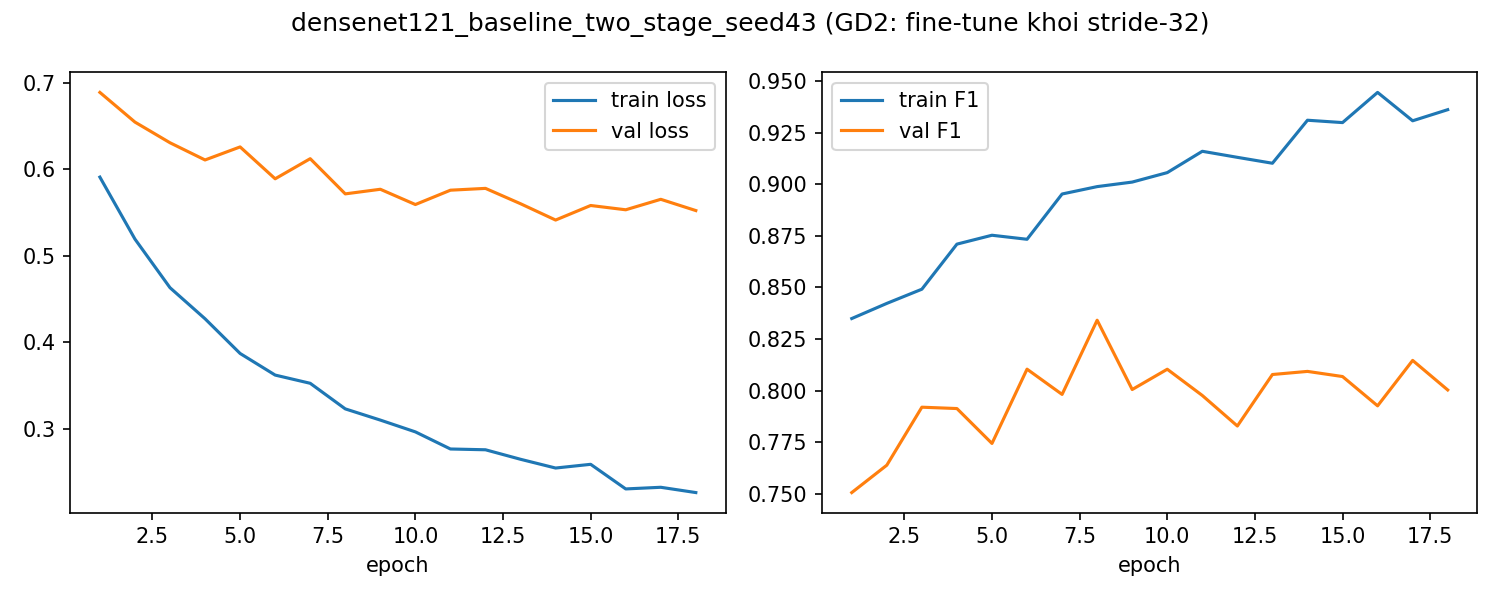 densenet121_baseline_two_stage_seed43 (GD2: fine-tune khoi stride-32)
0.7
0.6
0.5
0.4
0.3
2.5 5.0 7.5 10.0 12.5 15.0 17.5
epoch
train loss
val loss
0.950
0.925
0.900
0.875
0.850
0.825
0.800
0.775
0.750
2.5 5.0 7.5 10.0 12.5 15.0 17.5
epoch
train F1
val F1